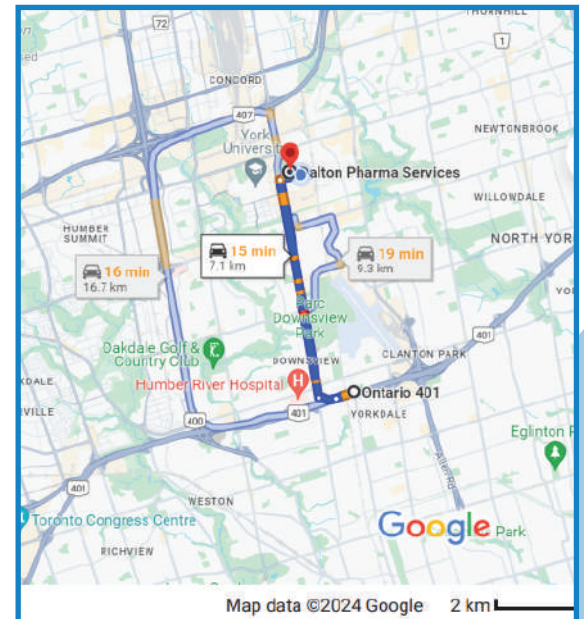 THORNHILL
72
1
CONCORD
407
York
University
NEWTONBROOK
Dalton Pharma Services
WILLOWDALE
HUMBER
SUMMIT
15 min
7.1 km
NORTH YOR
16 min
16.7 km
19 min
9.3 km
Parc
Downsview
Park
401
Oakdale Golf &
Country Club
DOWNSVIEW
CLANTON PARK
Humber River Hospital
H
Ontario 401
KDALE
VILLE
400
401
YORKDALE
Allen Rd
Eglinton
401
WESTON
Toronto Congress Centre
Google
Park
RICHVIEW
Map data ©2024 Google 2 km